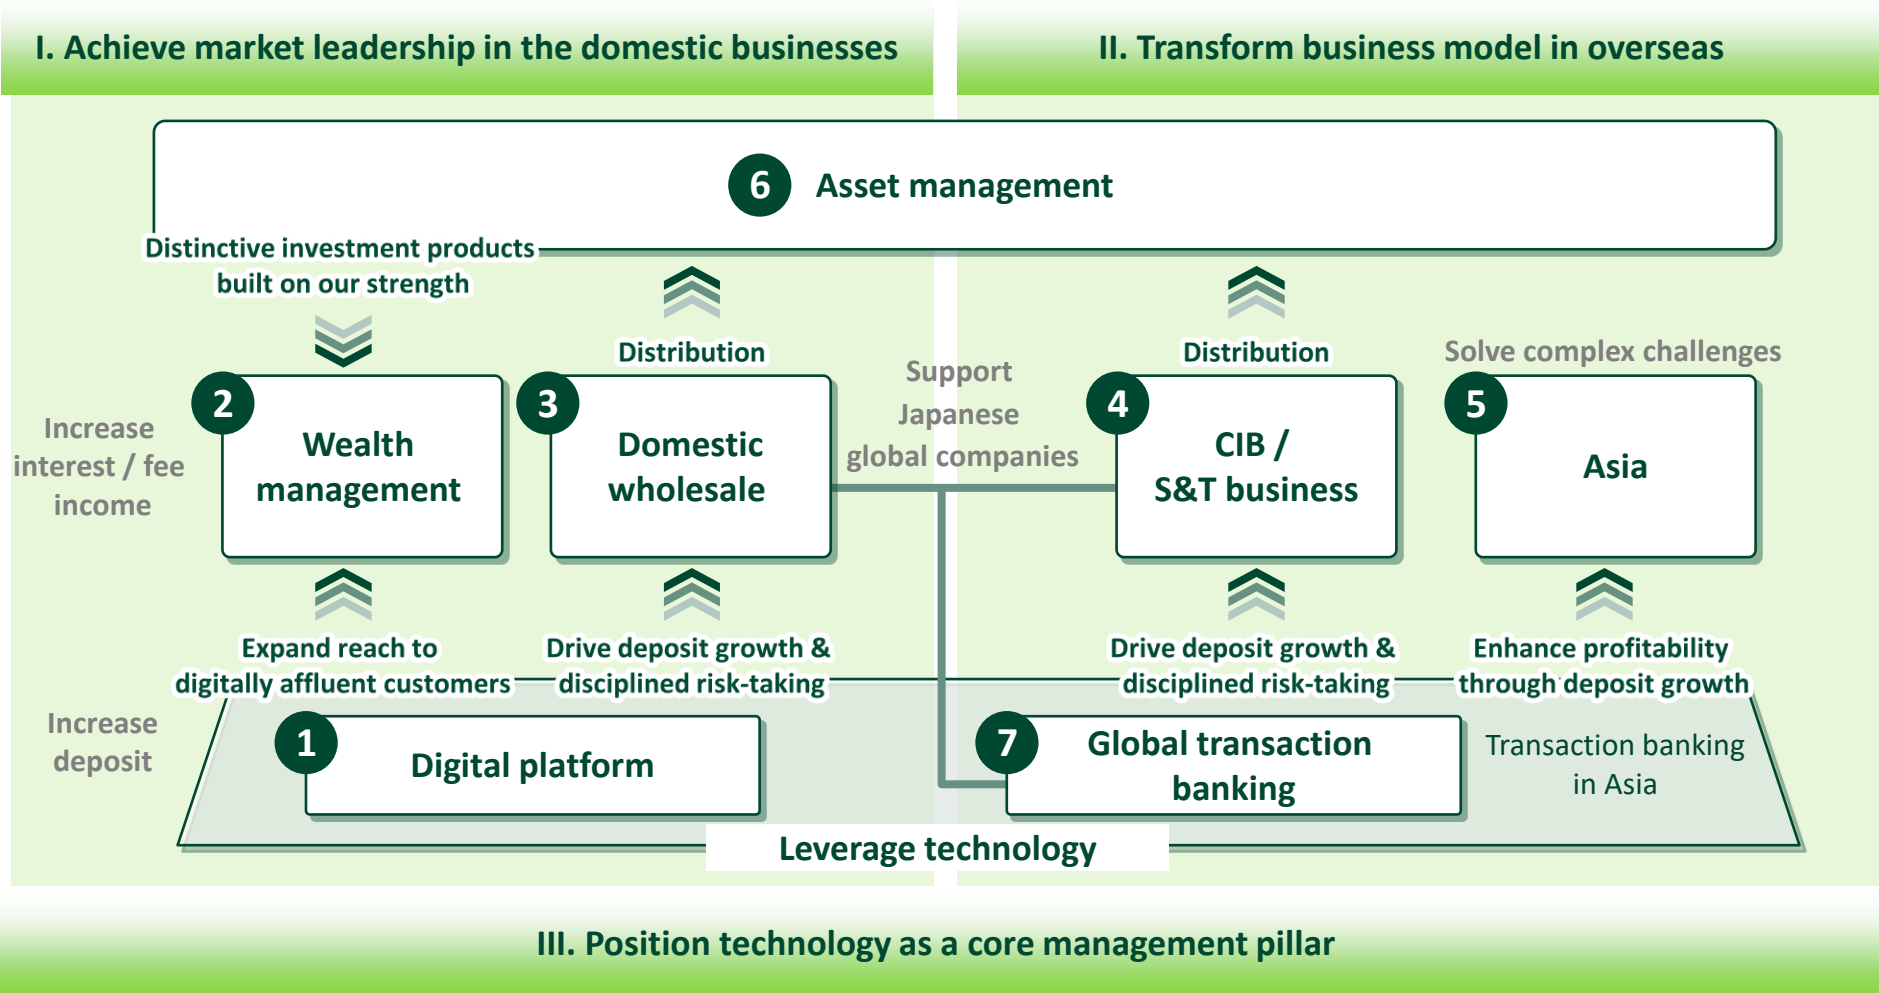 I. Achieve market leadership in the domestic businesses
II. Transform business model in overseas
6 Asset management
Distinctive investment products
built on our strength
Distribution
Distribution
Solve complex challenges
Increase
interest / fee
income
2
Wealth
management
3
Domestic
wholesale
Support
Japanese
global companies
4
CIB /
S&T business
5
Asia
Expand reach to
digitally affluent customers
Drive deposit growth &
disciplined risk-taking
Drive deposit growth &
disciplined risk-taking
Enhance profitability
through deposit growth
Increase
deposit
1
Digital platform
7
Global transaction
banking
Transaction banking
in Asia
Leverage technology
III. Position technology as a core management pillar